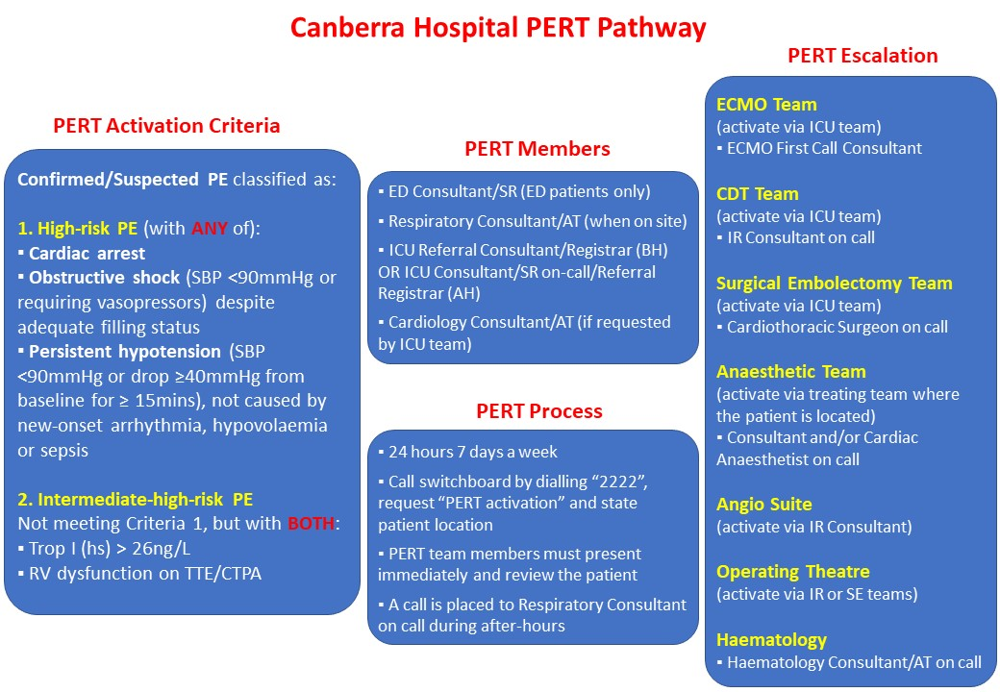 Canberra Hospital PERT Pathway
PERT Activation Criteria
Confirmed/Suspected PE classified as:
1. High-risk PE (with ANY of):
▪ Cardiac arrest
▪ Obstructive shock (SBP <90mmHg or
requiring vasopressors) despite
adequate filling status
▪ Persistent hypotension (SBP
<90mmHg or drop ≥40mmHg from
baseline for ≥ 15mins), not caused by
new-onset arrhythmia, hypovolaemia
or sepsis
2. Intermediate-high-risk PE
Not meeting Criteria 1, but with BOTH:
▪ Trop I (hs) > 26ng/L
▪ RV dysfunction on TTE/CTPA
PERT Members
▪ ED Consultant/SR (ED patients only)
▪ Respiratory Consultant/AT (when on site)
▪ ICU Referral Consultant/Registrar (BH)
OR ICU Consultant/SR on-call/Referral
Registrar (AH)
▪ Cardiology Consultant/AT (if requested
by ICU team)
PERT Process
▪ 24 hours 7 days a week
▪ Call switchboard by dialling “2222”,
request “PERT activation” and state
patient location
▪ PERT team members must present
immediately and review the patient
▪ A call is placed to Respiratory Consultant
on call during after-hours
PERT Escalation
ECMO Team
(activate via ICU team)
▪ ECMO First Call Consultant
CDT Team
(activate via ICU team)
▪ IR Consultant on call
Surgical Embolectomy Team
(activate via ICU team)
▪ Cardiothoracic Surgeon on call
Anaesthetic Team
(activate via treating team where
the patient is located)
▪ Consultant and/or Cardiac
Anaesthetist on call
Angio Suite
(activate via IR Consultant)
Operating Theatre
(activate via IR or SE teams)
Haematology
▪ Haematology Consultant/AT on call